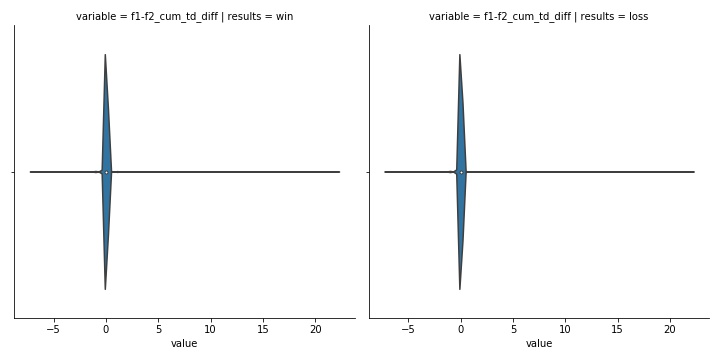 variable = f1-f2_cum_td_diff | results = win
variable = f1-f2_cum_td_diff | results = loss
−5 0 5 10 15 20
−5 0 5 10 15 20
value
value